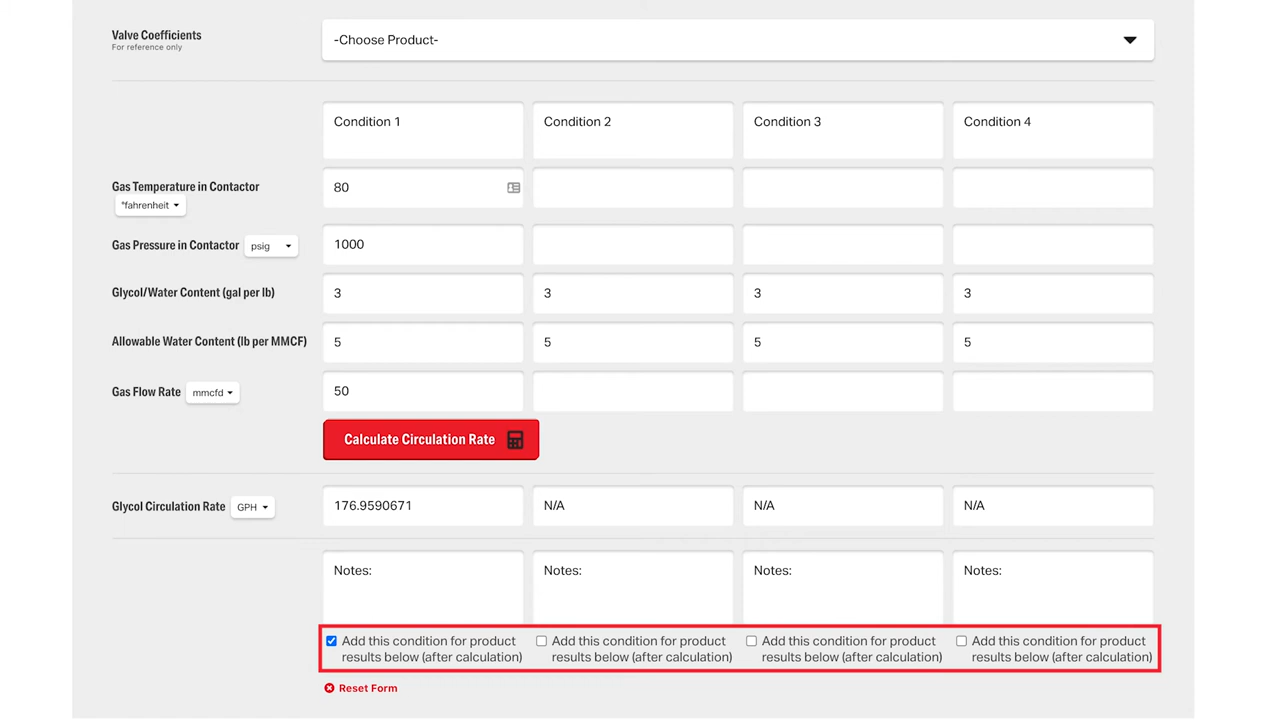 Valve Coefficients
For reference only
-Choose Product-
Condition 1
Condition 2
Condition 3
Condition 4
Gas Temperature in Contactor
80
°fahrenheit
Gas Pressure in Contactor psig
1000
Glycol/Water Content (gal per lb)
3
3
3
3
Allowable Water Content (lb per MMCF)
5
5
5
5
Gas Flow Rate mmcfd
50
Calculate Circulation Rate
Glycol Circulation Rate GPH
176.9590671
N/A
N/A
N/A
Notes:
Notes:
Notes:
Notes:
Add this condition for product
results below (after calculation)
Add this condition for product
results below (after calculation)
Add this condition for product
results below (after calculation)
Add this condition for product
results below (after calculation)
Reset Form